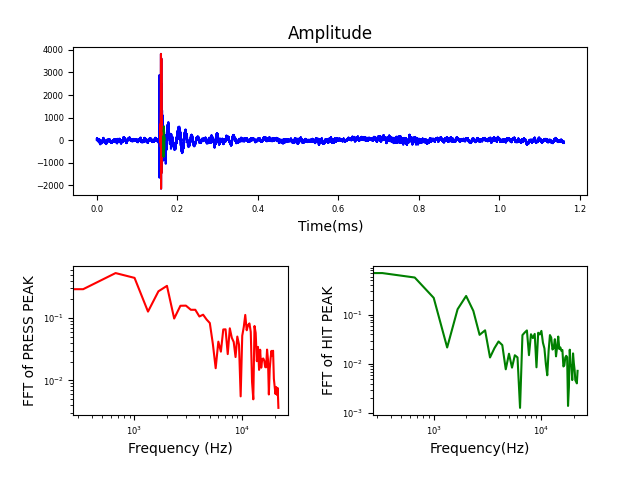 Amplitude
4000
3000
2000
1000
0
−1000
−2000
0.0 0.2 0.4 0.6 0.8 1.0 1.2
Time(ms)
FFT of PRESS PEAK
10⁻¹
10⁻²
10³ 10⁴
Frequency (Hz)
FFT of HIT PEAK
10⁻¹
10⁻²
10⁻³
10³ 10⁴
Frequency(Hz)